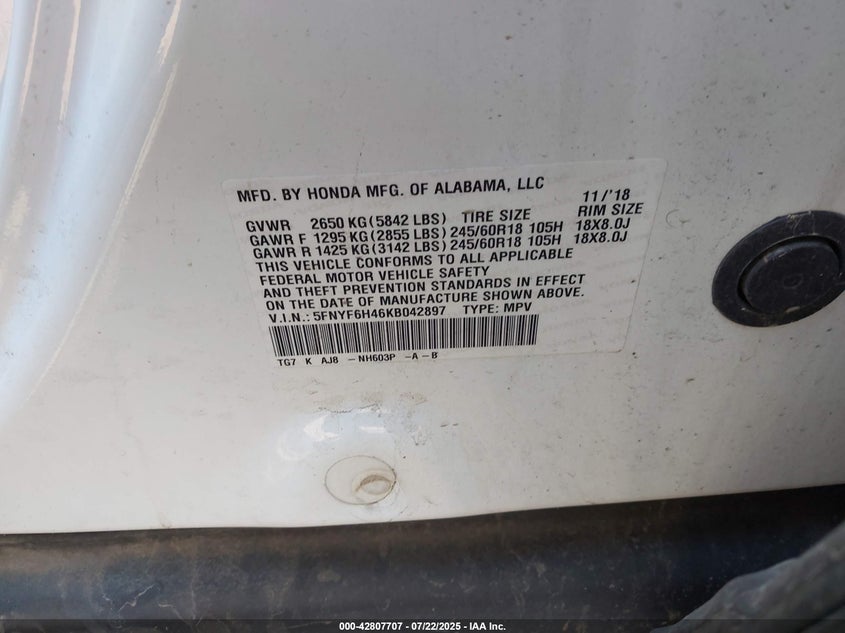 MFD. BY HONDA MFG. OF ALABAMA, LLC 11/'18
GVWR 2650 KG(5842 LBS) TIRE SIZE RIM SIZE
GAWR F 1295 KG(2855 LBS) 245/60R18 105H 18X8.0J
GAWR R 1425 KG(3142 LBS) 245/60R18 105H 18X8.0J
THIS VEHICLE CONFORMS TO ALL APPLICABLE
FEDERAL MOTOR VEHICLE SAFETY
AND THEFT PREVENTION STANDARDS IN EFFECT
ON THE DATE OF MANUFACTURE SHOWN ABOVE.
V.I.N.: 5FNYF6H46KB042897 TYPE: MPV
TG7 K AJ8 -NH603P -A-B
000-42807707 - 07/22/2025 - IAA Inc.